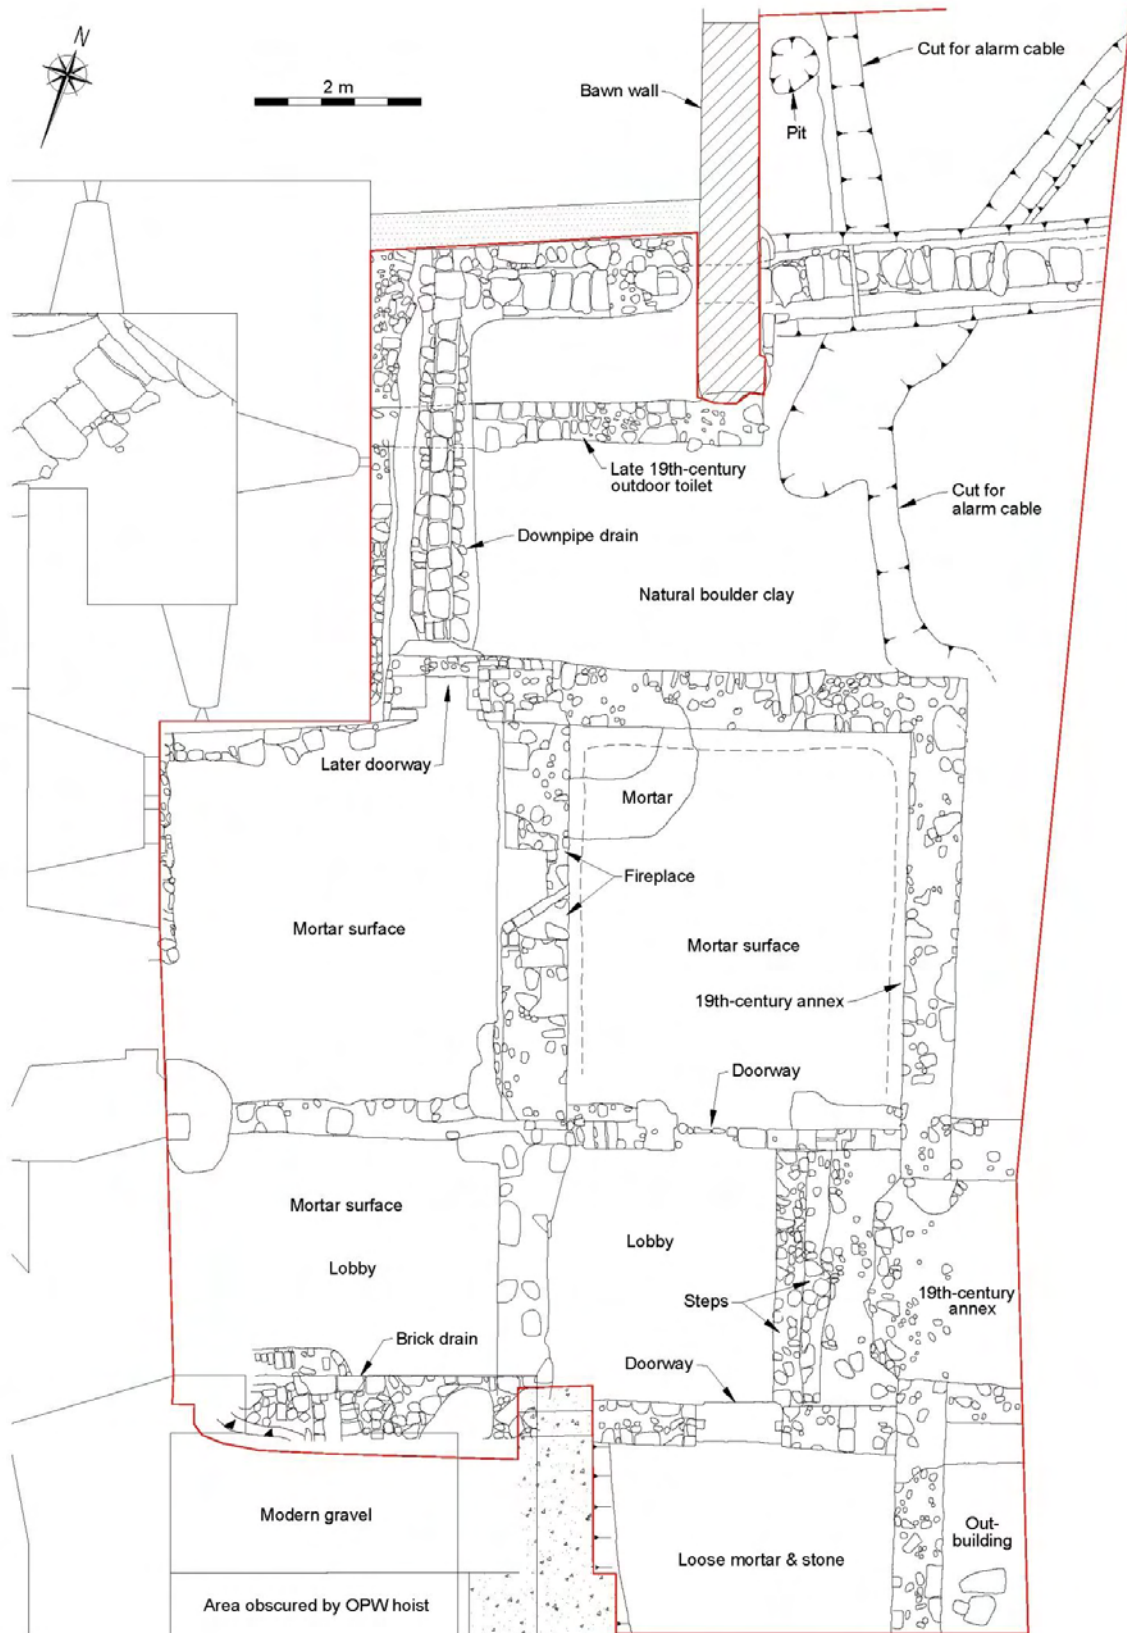 N
2 m
Cut for alarm cable
Bawn wall
Pit
Late 19th-century
outdoor toilet
Cut for
alarm cable
Downpipe drain
Natural boulder clay
Later doorway
Mortar
Fireplace
Mortar surface
Mortar surface
19th-century annex
Doorway
Mortar surface
Lobby
Lobby
Steps
19th-century
annex
Brick drain
Doorway
Modern gravel
Out-
building
Loose mortar & stone
Area obscured by OPW hoist